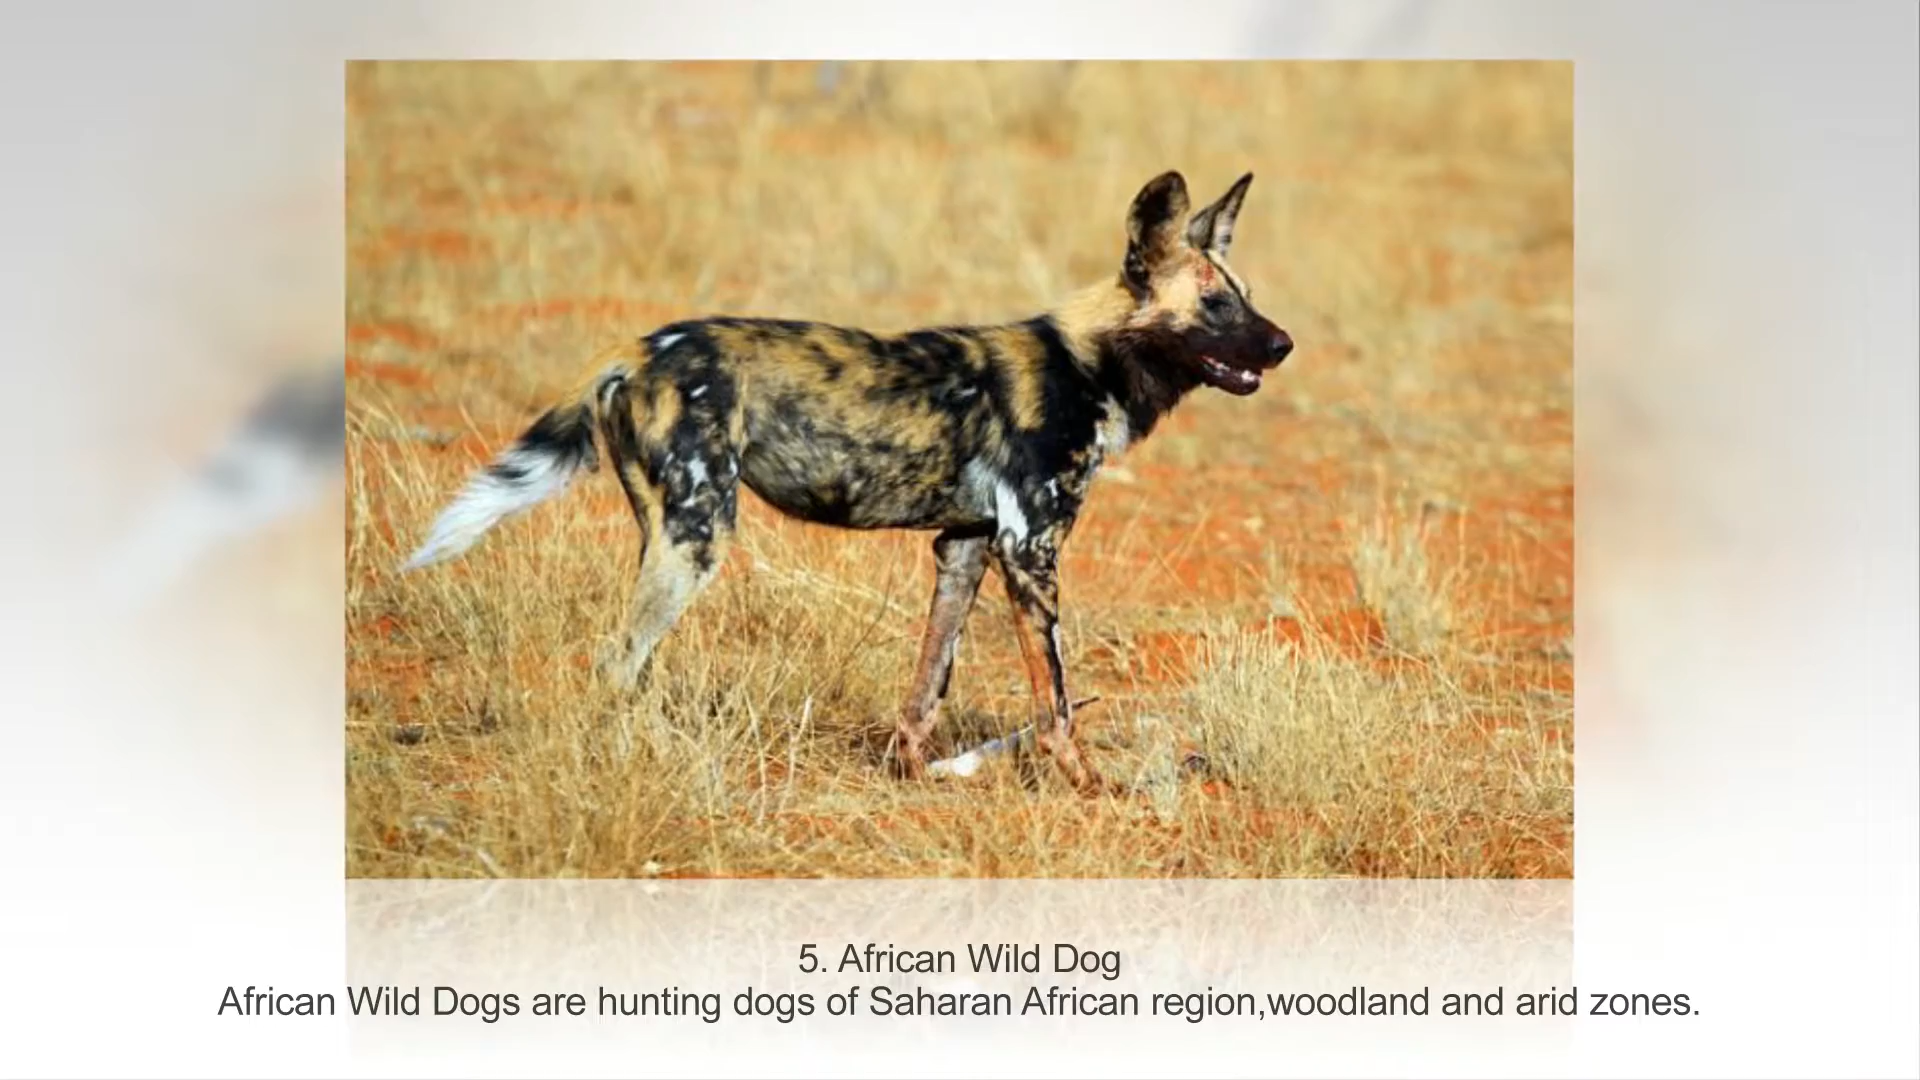 5. African Wild Dog
African Wild Dogs are hunting dogs of Saharan African region,woodland and arid zones.